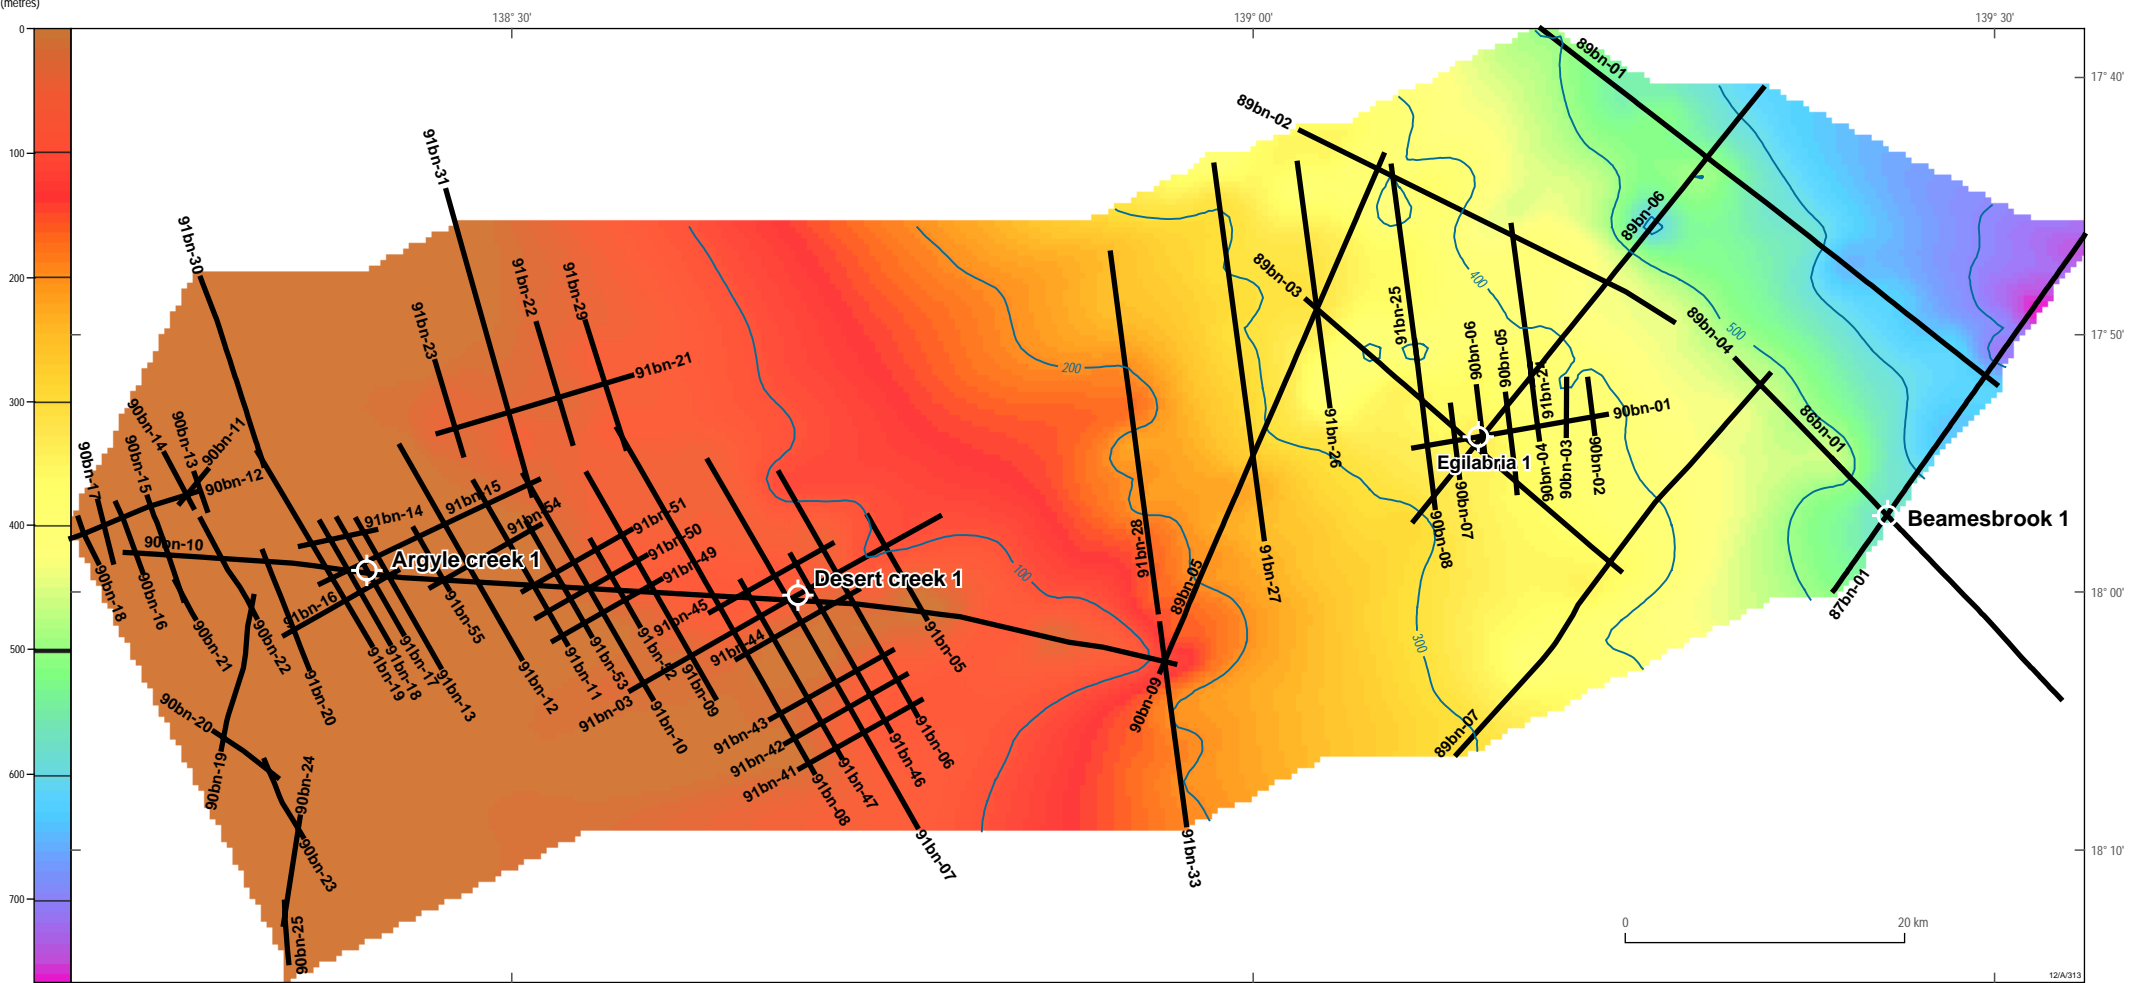 (metres)
138° 30'
139° 00'
139° 30'
0
100
200
300
400
500
600
700
17° 40'
17° 50'
18° 00'
18° 10'
89bn-01
89bn-02
89bn-06
91bn-31
91bn-30
91bn-22
91bn-29
91bn-23
91bn-21
89bn-03
91bn-25
90bn-06
90bn-05
91bn-24
89bn-04
86bn-01
400
500
200
90bn-01
91bn-26
Egilabria 1
90bn-04
90bn-03
90bn-02
90bn-07
90bn-08
90bn-14
90bn-13
90bn-11
90bn-15
90bn-17
90bn-12
91bn-15
91bn-14
91bn-54
91bn-51
91bn-50
91bn-49
91bn-28
91bn-27
Beamesbrook 1
90bn-10
Argyle creek 1
Desert creek 1
100
89bn-05
87bn-01
90bn-18
90bn-16
91bn-16
91bn-55
91bn-45
91bn-44
90bn-21
90bn-22
91bn-05
300
91bn-19
91bn-18
91bn-17
91bn-13
91bn-12
91bn-11
91bn-53
91bn-52
91bn-09
91bn-20
91bn-03
91bn-10
90bn-09
89bn-07
90bn-20
90bn-19
90bn-24
91bn-43
91bn-42
91bn-41
91bn-06
91bn-46
91bn-47
91bn-08
91bn-07
91bn-33
90bn-23
90bn-25
0
20 km
12/A/313